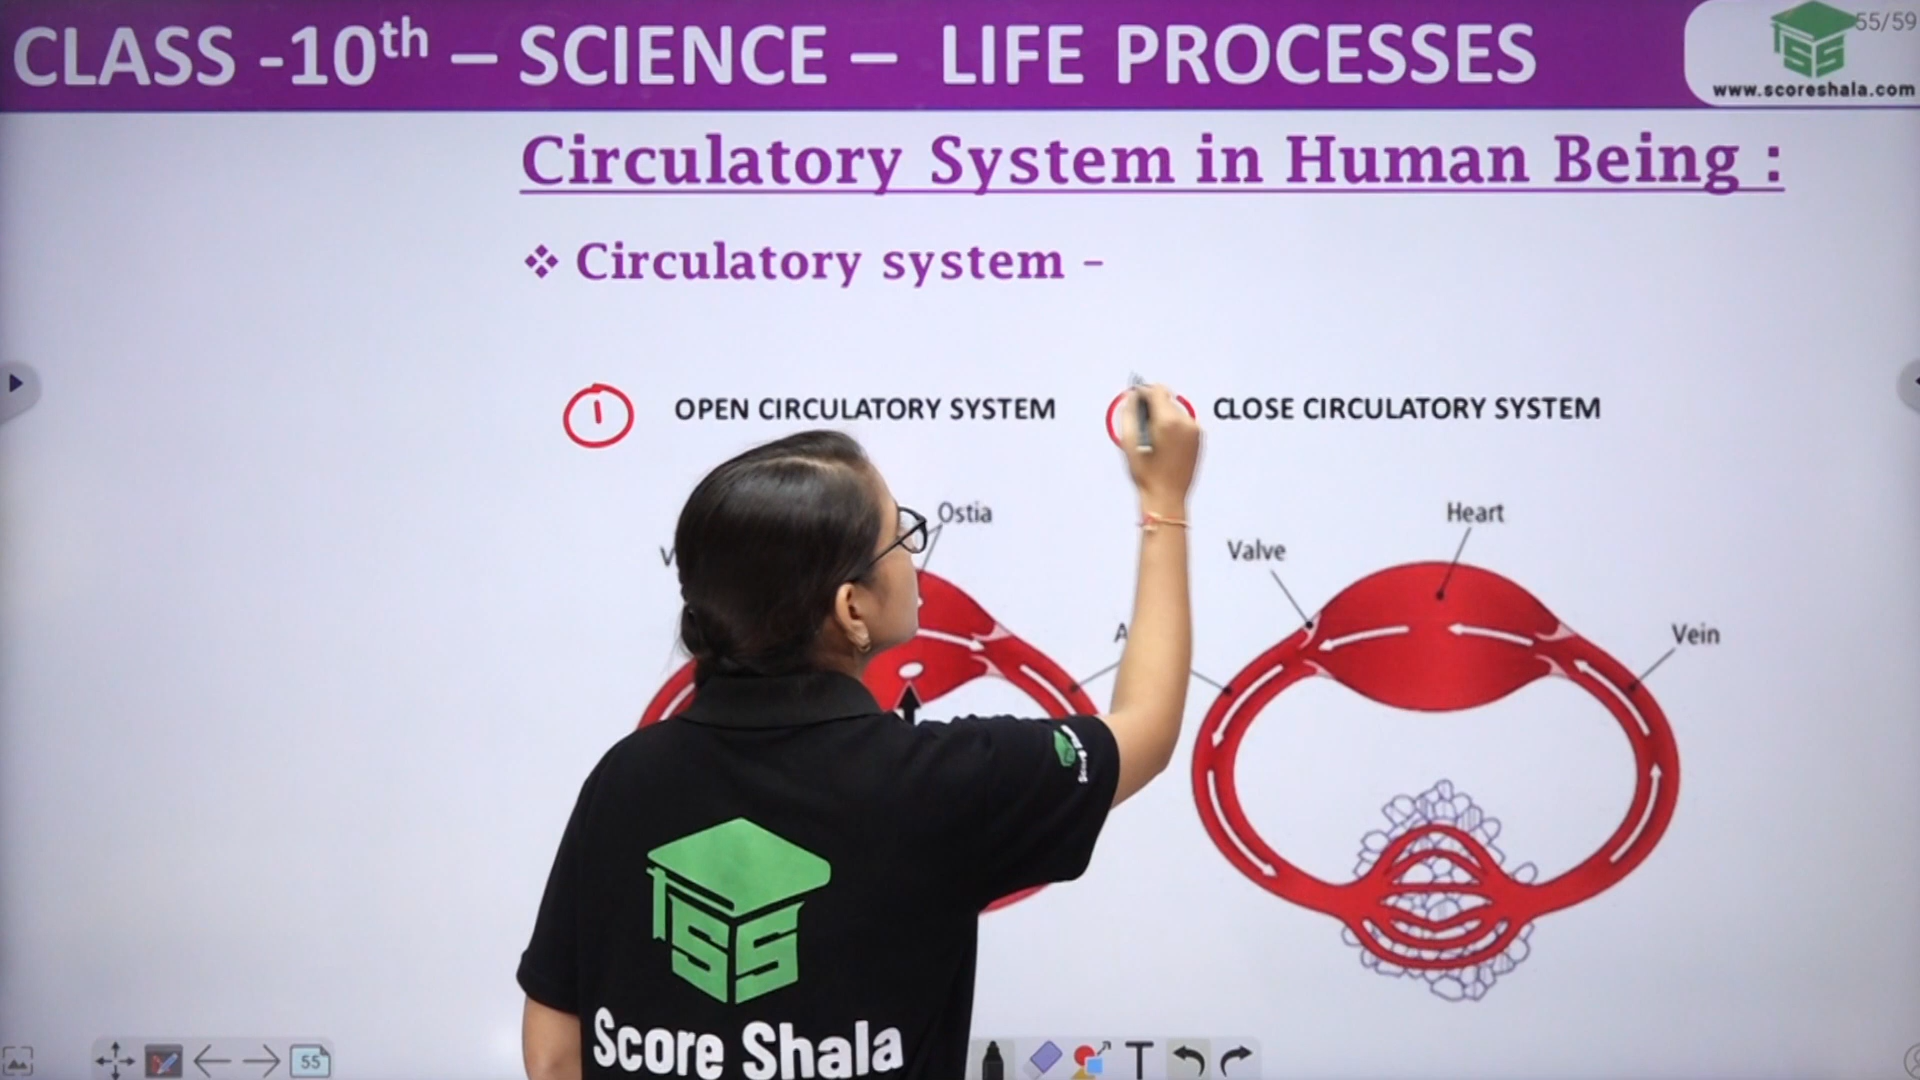 CLASS -10th – SCIENCE – LIFE PROCESSES
55/59
www.scoreshala.com
Circulatory System in Human Being :
❖ Circulatory system –
1 OPEN CIRCULATORY SYSTEM
CLOSE CIRCULATORY SYSTEM
Ostia
Heart
Valve
Vein
SS
Score Shala
55
T